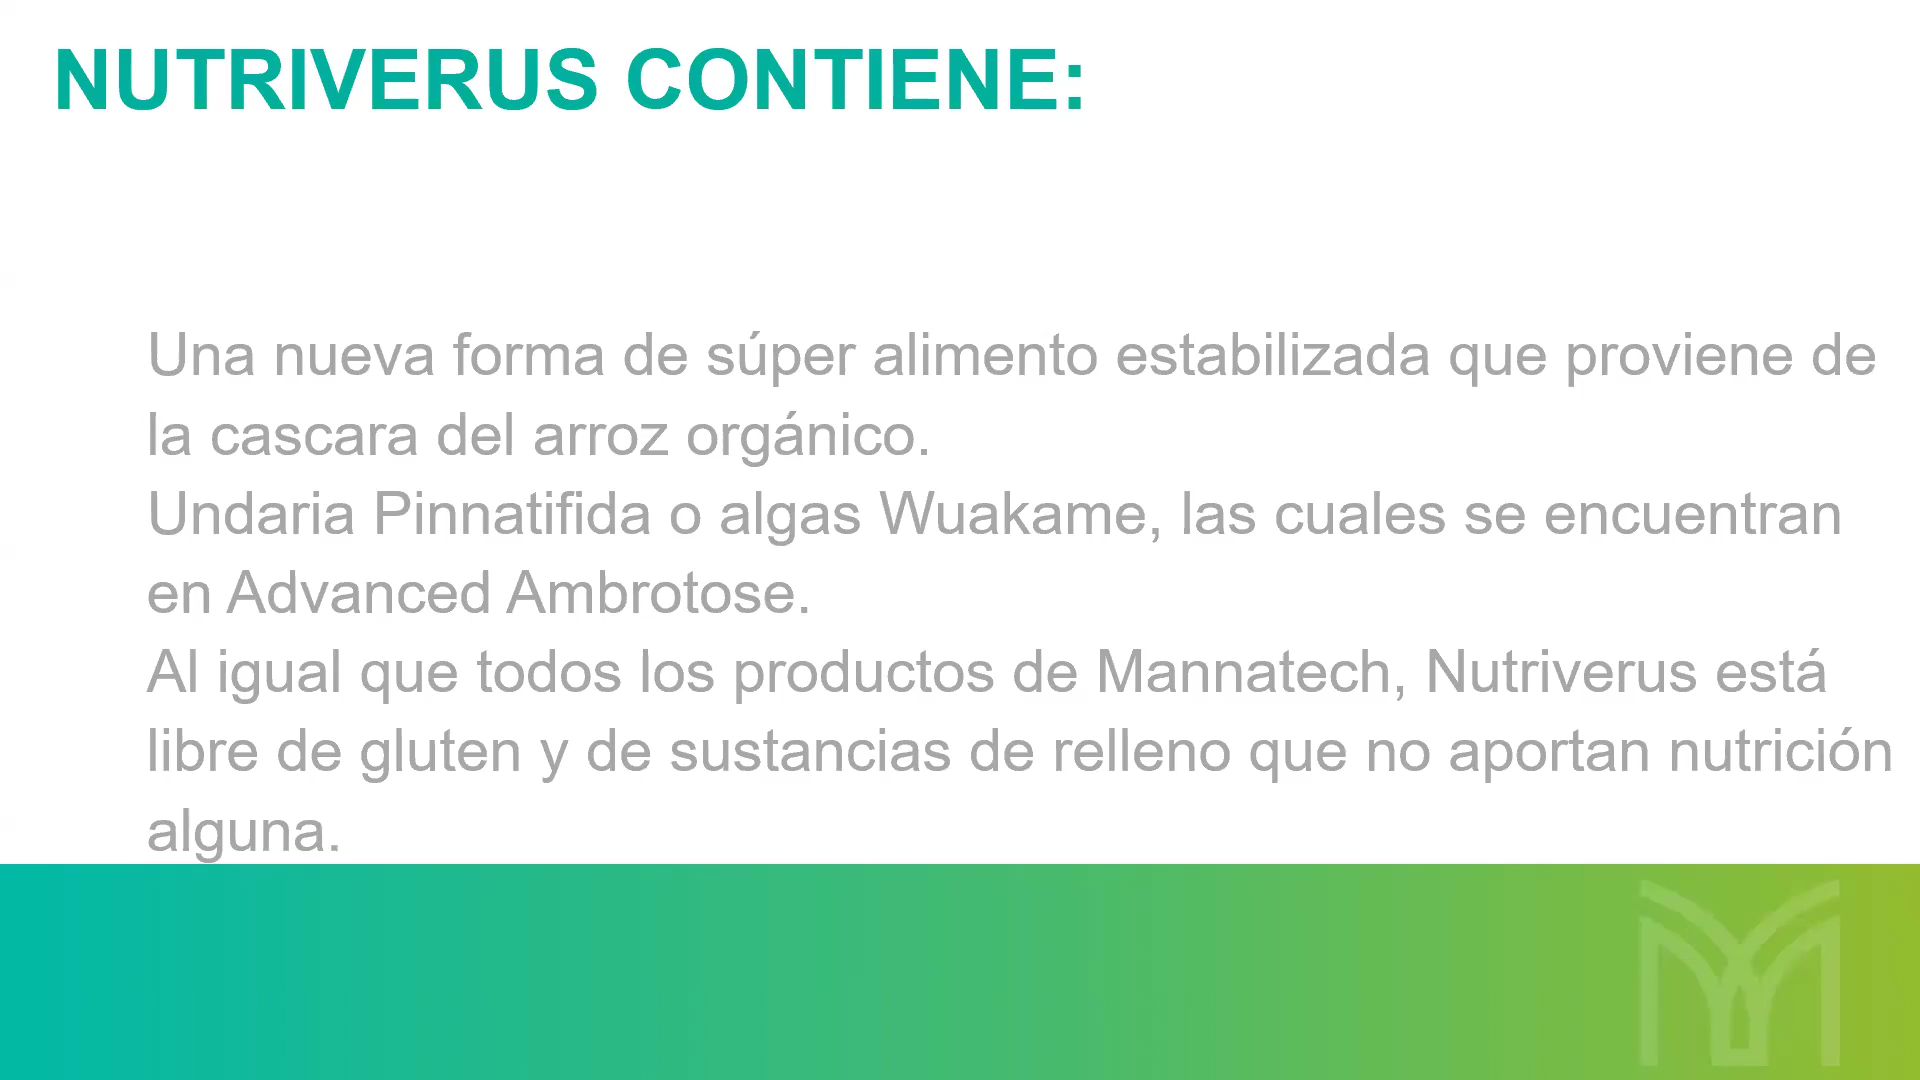 NUTRIVERUS CONTIENE:
Una nueva forma de súper alimento estabilizada que proviene de
la cascara del arroz orgánico.
Undaria Pinnatifida o algas Wuakame, las cuales se encuentran
en Advanced Ambrotose.
Al igual que todos los productos de Mannatech, Nutriverus está
libre de gluten y de sustancias de relleno que no aportan nutrición
alguna.